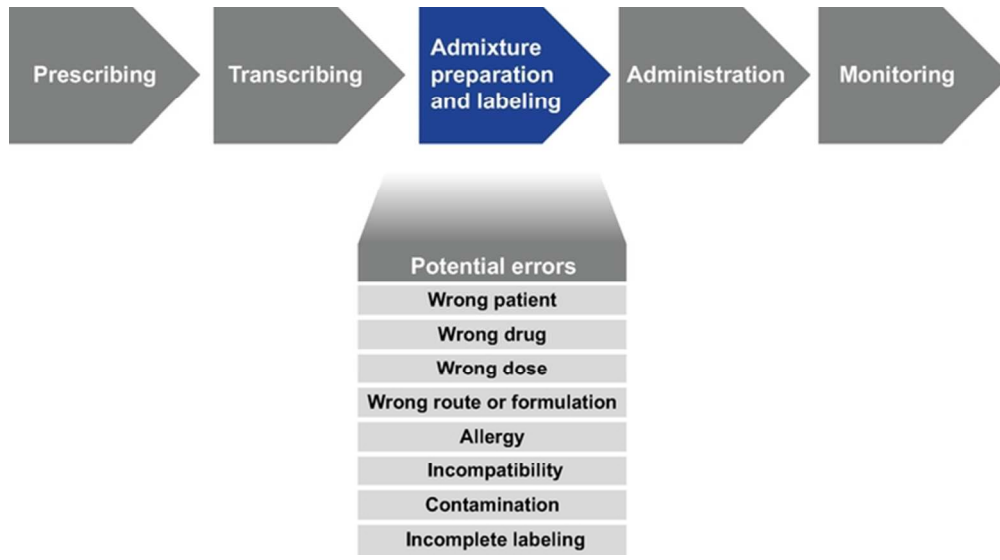 Prescribing
Transcribing
Admixture
preparation
and labeling
Administration
Monitoring
Potential errors
Wrong patient
Wrong drug
Wrong dose
Wrong route or formulation
Allergy
Incompatibility
Contamination
Incomplete labeling